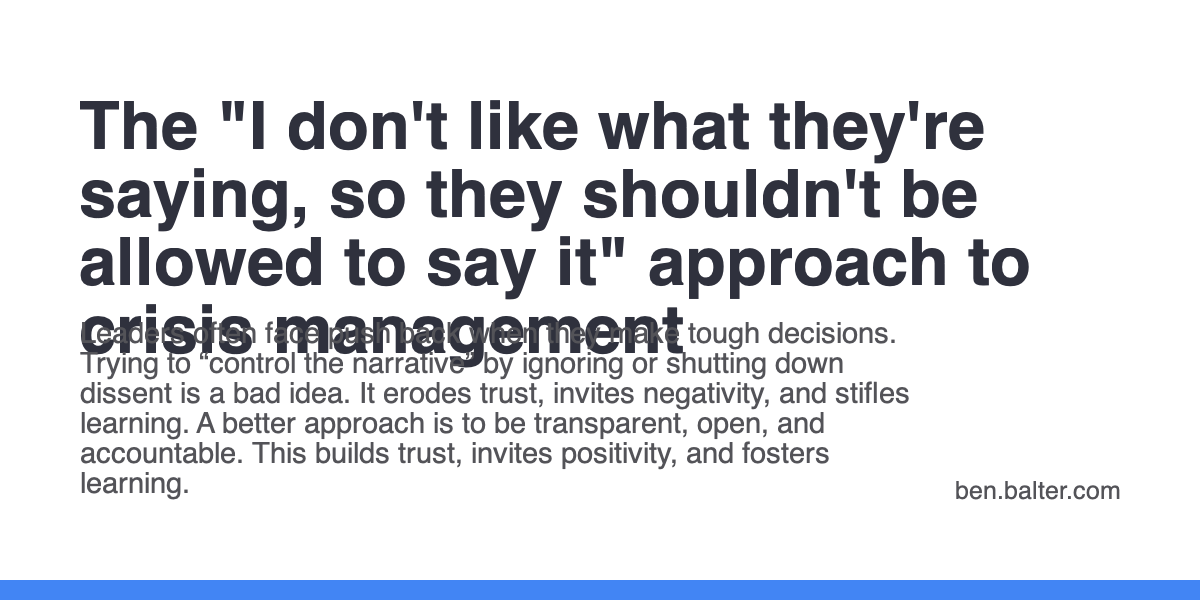 The "I don't like what they're
saying, so they shouldn't be
allowed to say it" approach to
crisis management
Leaders often face push back when they make tough decisions.
Trying to “control the narrative” by ignoring or shutting down
dissent is a bad idea. It erodes trust, invites negativity, and stifles
learning. A better approach is to be transparent, open, and
accountable. This builds trust, invites positivity, and fosters
learning.
ben.balter.com